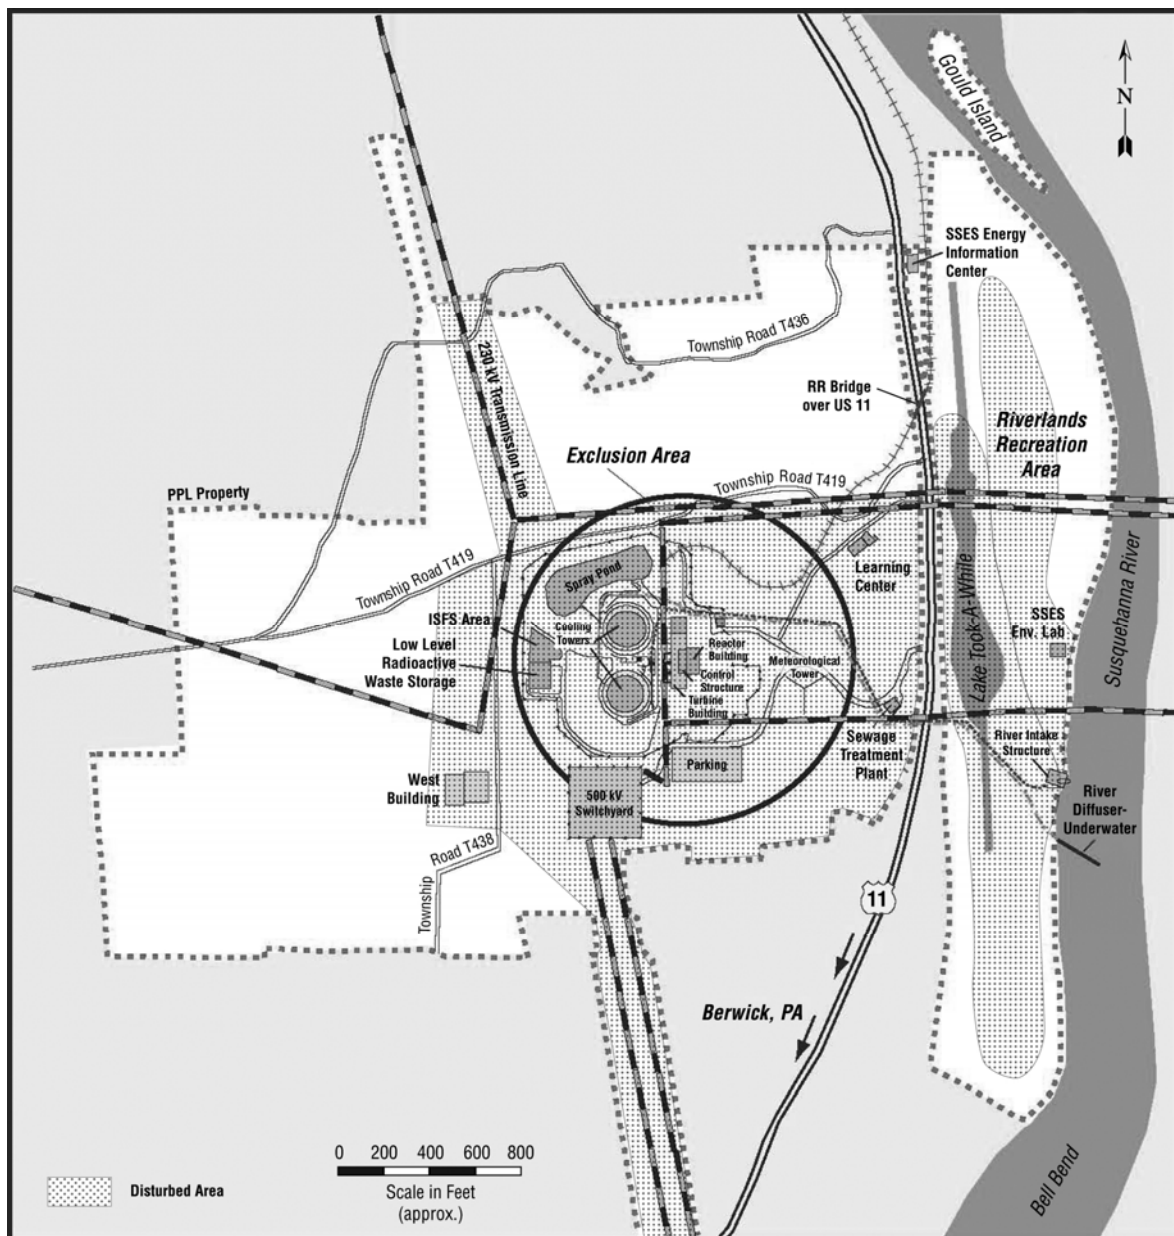 Gould Island
N
SSES Energy
Information
Center
Township Road T436
230 kV Transmission
Line
RR Bridge
over US 11
Riverlands
Recreation
Area
Exclusion Area
Township Road T419
PPL Property
Township Road T419
Spray Pond
Learning
Center
Lake Took-A-While
Susquehanna River
SSES
Env. Lab
ISFS Area
Cooling
Towers
Low Level
Radioactive
Waste Storage
Reactor
Building
Control
Structure
Turbine
Building
Meteorological
Tower
Sewage
Treatment
Plant
River Intake
Structure
Parking
West
Building
500 kV
Switchyard
River
Diffuser-
Underwater
Township
Road T438
11
Berwick, PA
0 200 400 600 800
Scale in Feet
(approx.)
Disturbed Area
Bell Bend